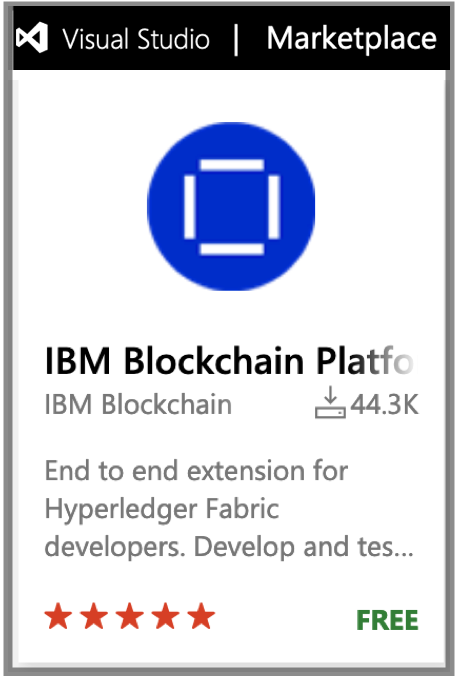 Visual Studio | Marketplace
IBM Blockchain Platfo
IBM Blockchain 44.3K
End to end extension for
Hyperledger Fabric
developers. Develop and tes...
FREE